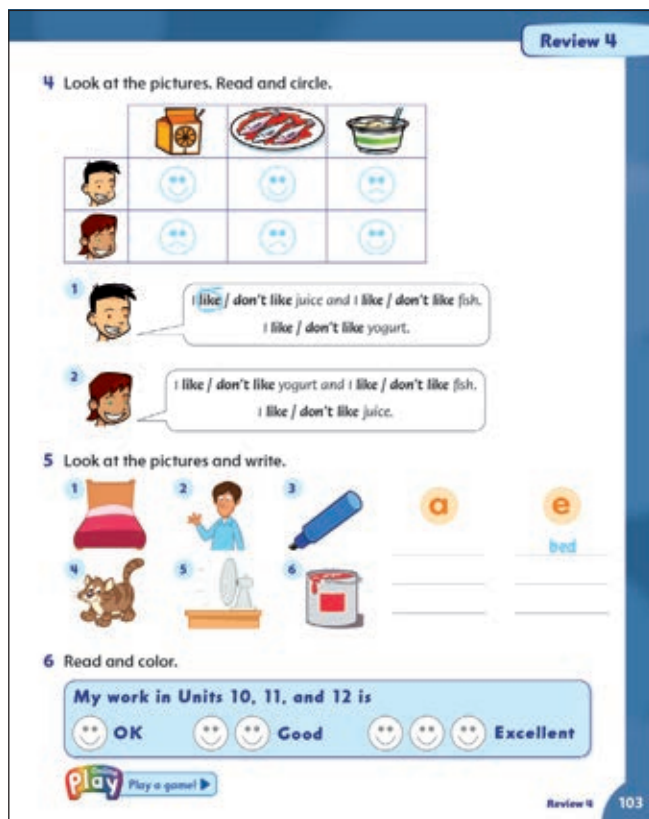 Review 4
4 Look at the pictures. Read and circle.
1
I like / don't like juice and I like / don't like fish.
I like / don't like yogurt.
2
I like / don't like yogurt and I like / don't like fish.
I like / don't like juice.
5 Look at the pictures and write.
1 2 3 a e
bed
4 5 6
6 Read and color.
My work in Units 10, 11, and 12 is
OK Good Excellent
Play Play a game!
Review 4 103